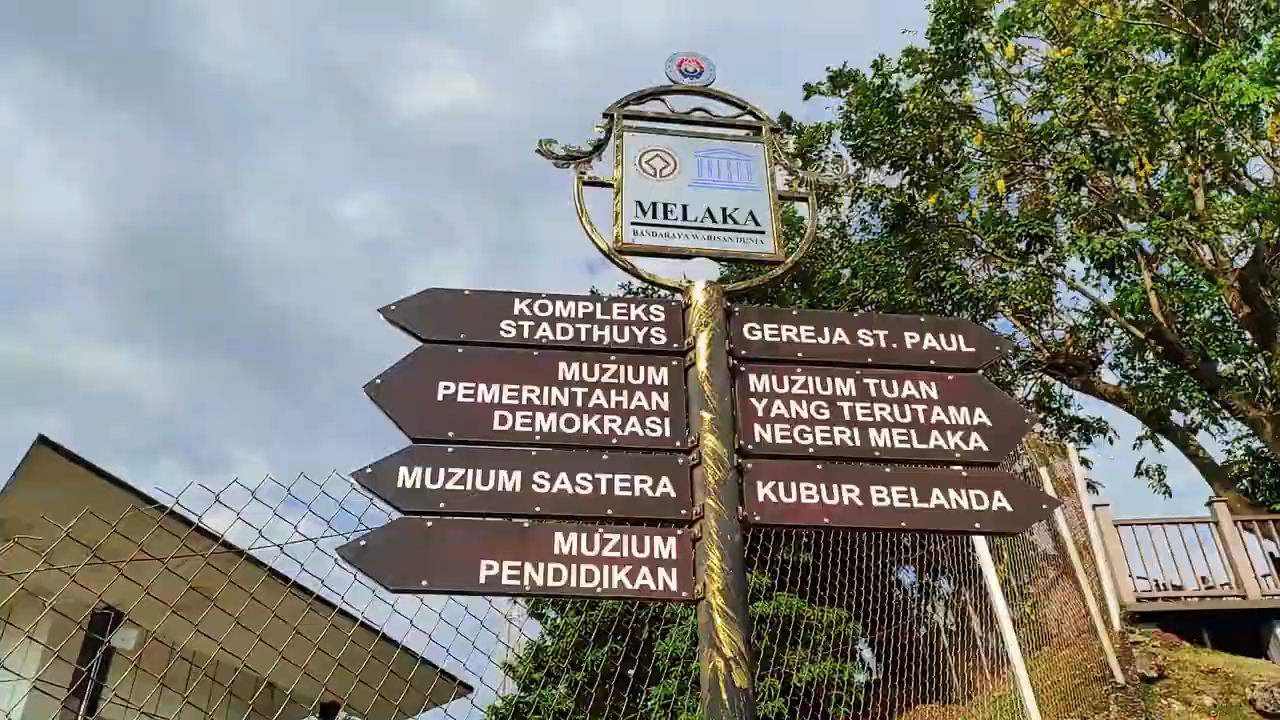 UNESCO
MELAKA
BANDARAYA WARISAN DUNIA
KOMPLEKS
STADTHUYS
MUZIUM
PEMERINTAHAN
DEMOKRASI
MUZIUM SASTERA
MUZIUM
PENDIDIKAN
GEREJA ST. PAUL
MUZIUM TUAN
YANG TERUTAMA
NEGERI MELAKA
KUBUR BELANDA